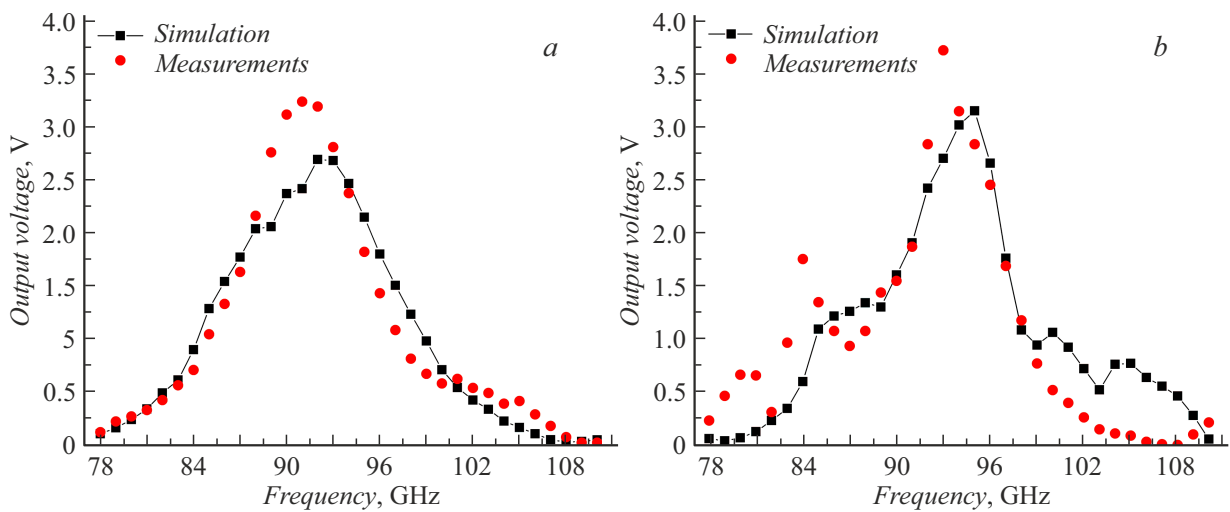 4.0
3.5
3.0
2.5
2.0
1.5
5
0.5
0
Output voltage, V
Simulation
Measurements
a
78 84 90 96 102 108
Frequency, GHz
4.0
3.5
3.0
2.5
2.0
1.5
1.0
0.5
0
Output voltage, V
Simulation
Measurements
b
78 84 90 96 102 108
Frequency, GHz